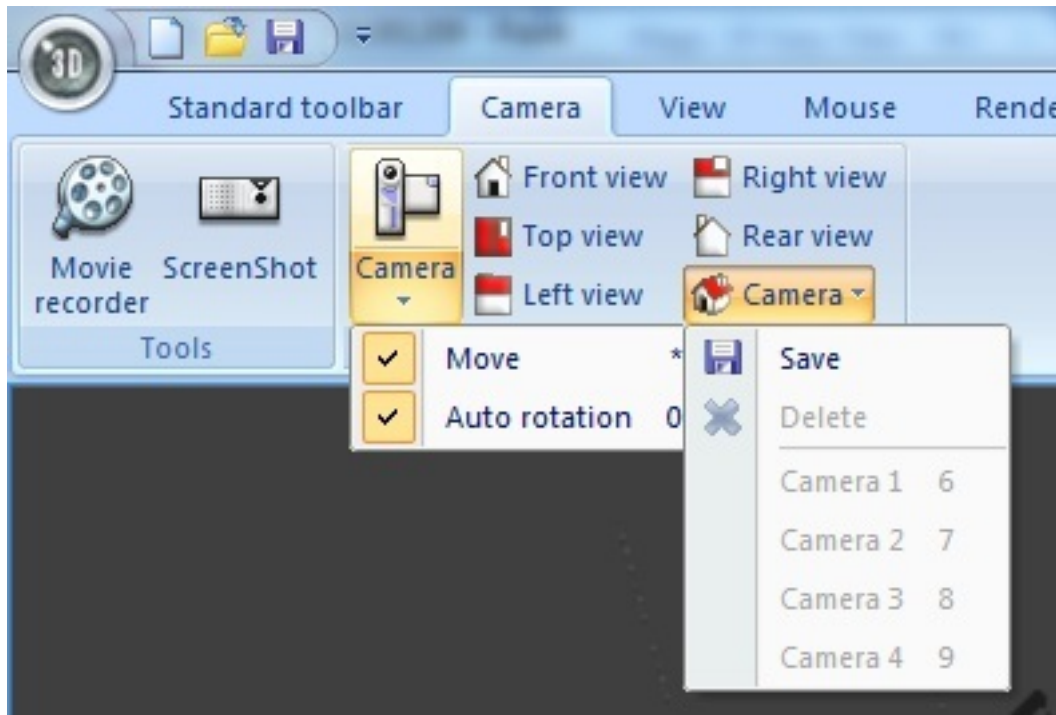 3D
Standard toolbar Camera View Mouse Rende
Movie recorder
ScreenShot
Camera
Front view
Top view
Left view
Right view
Rear view
Camera
Tools
Move *
Auto rotation 0
Save
Delete
Camera 1 6
Camera 2 7
Camera 3 8
Camera 4 9